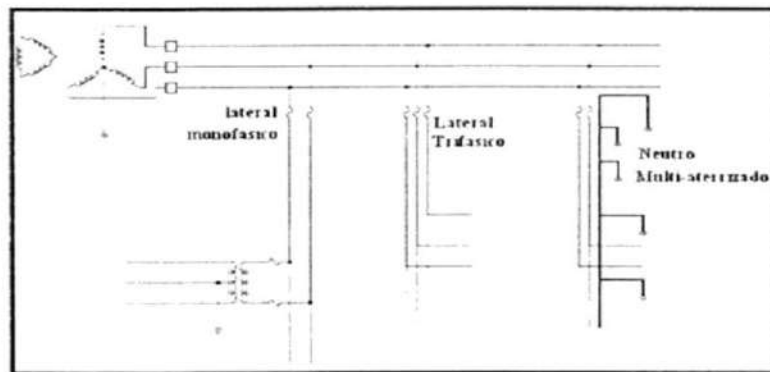 lateral
monofasico
Lateral
Trifasico
Neutro
Multi-aterrizado